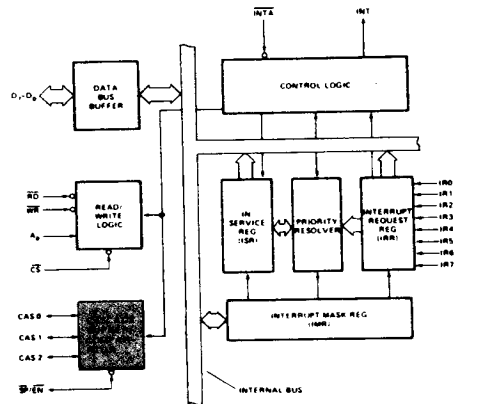 INTA
INT
DATA
BUS
BUFFER
D7-D0
CONTROL LOGIC
RD
WR
A0
CS
READ/
WRITE
LOGIC
IN
SERVICE
REG
(ISR)
PRIORITY
RESOLVER
INTERRUPT
REQUEST
REG
(IRR)
IR0
IR1
IR2
IR3
IR4
IR5
IR6
IR7
CAS 0
CAS 1
CAS 2
SP/EN
INTERRUPT MASK REG
(IMR)
INTERNAL BUS